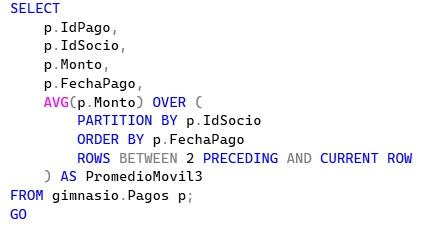 SELECT
    p.IdPago,
    p.IdSocio,
    p.Monto,
    p.FechaPago,
    AVG(p.Monto) OVER (
        PARTITION BY p.IdSocio
        ORDER BY p.FechaPago
        ROWS BETWEEN 2 PRECEDING AND CURRENT ROW
    ) AS PromedioMovil3
FROM gimnasio.Pagos p;
GO